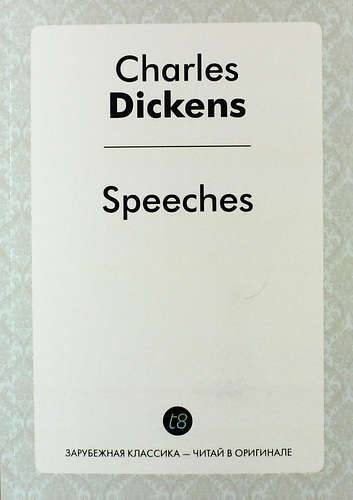 Charles
Dickens
Speeches
t8
ЗАРУБЕЖНАЯ КЛАССИКА — ЧИТАЙ В ОРИГИНАЛЕ